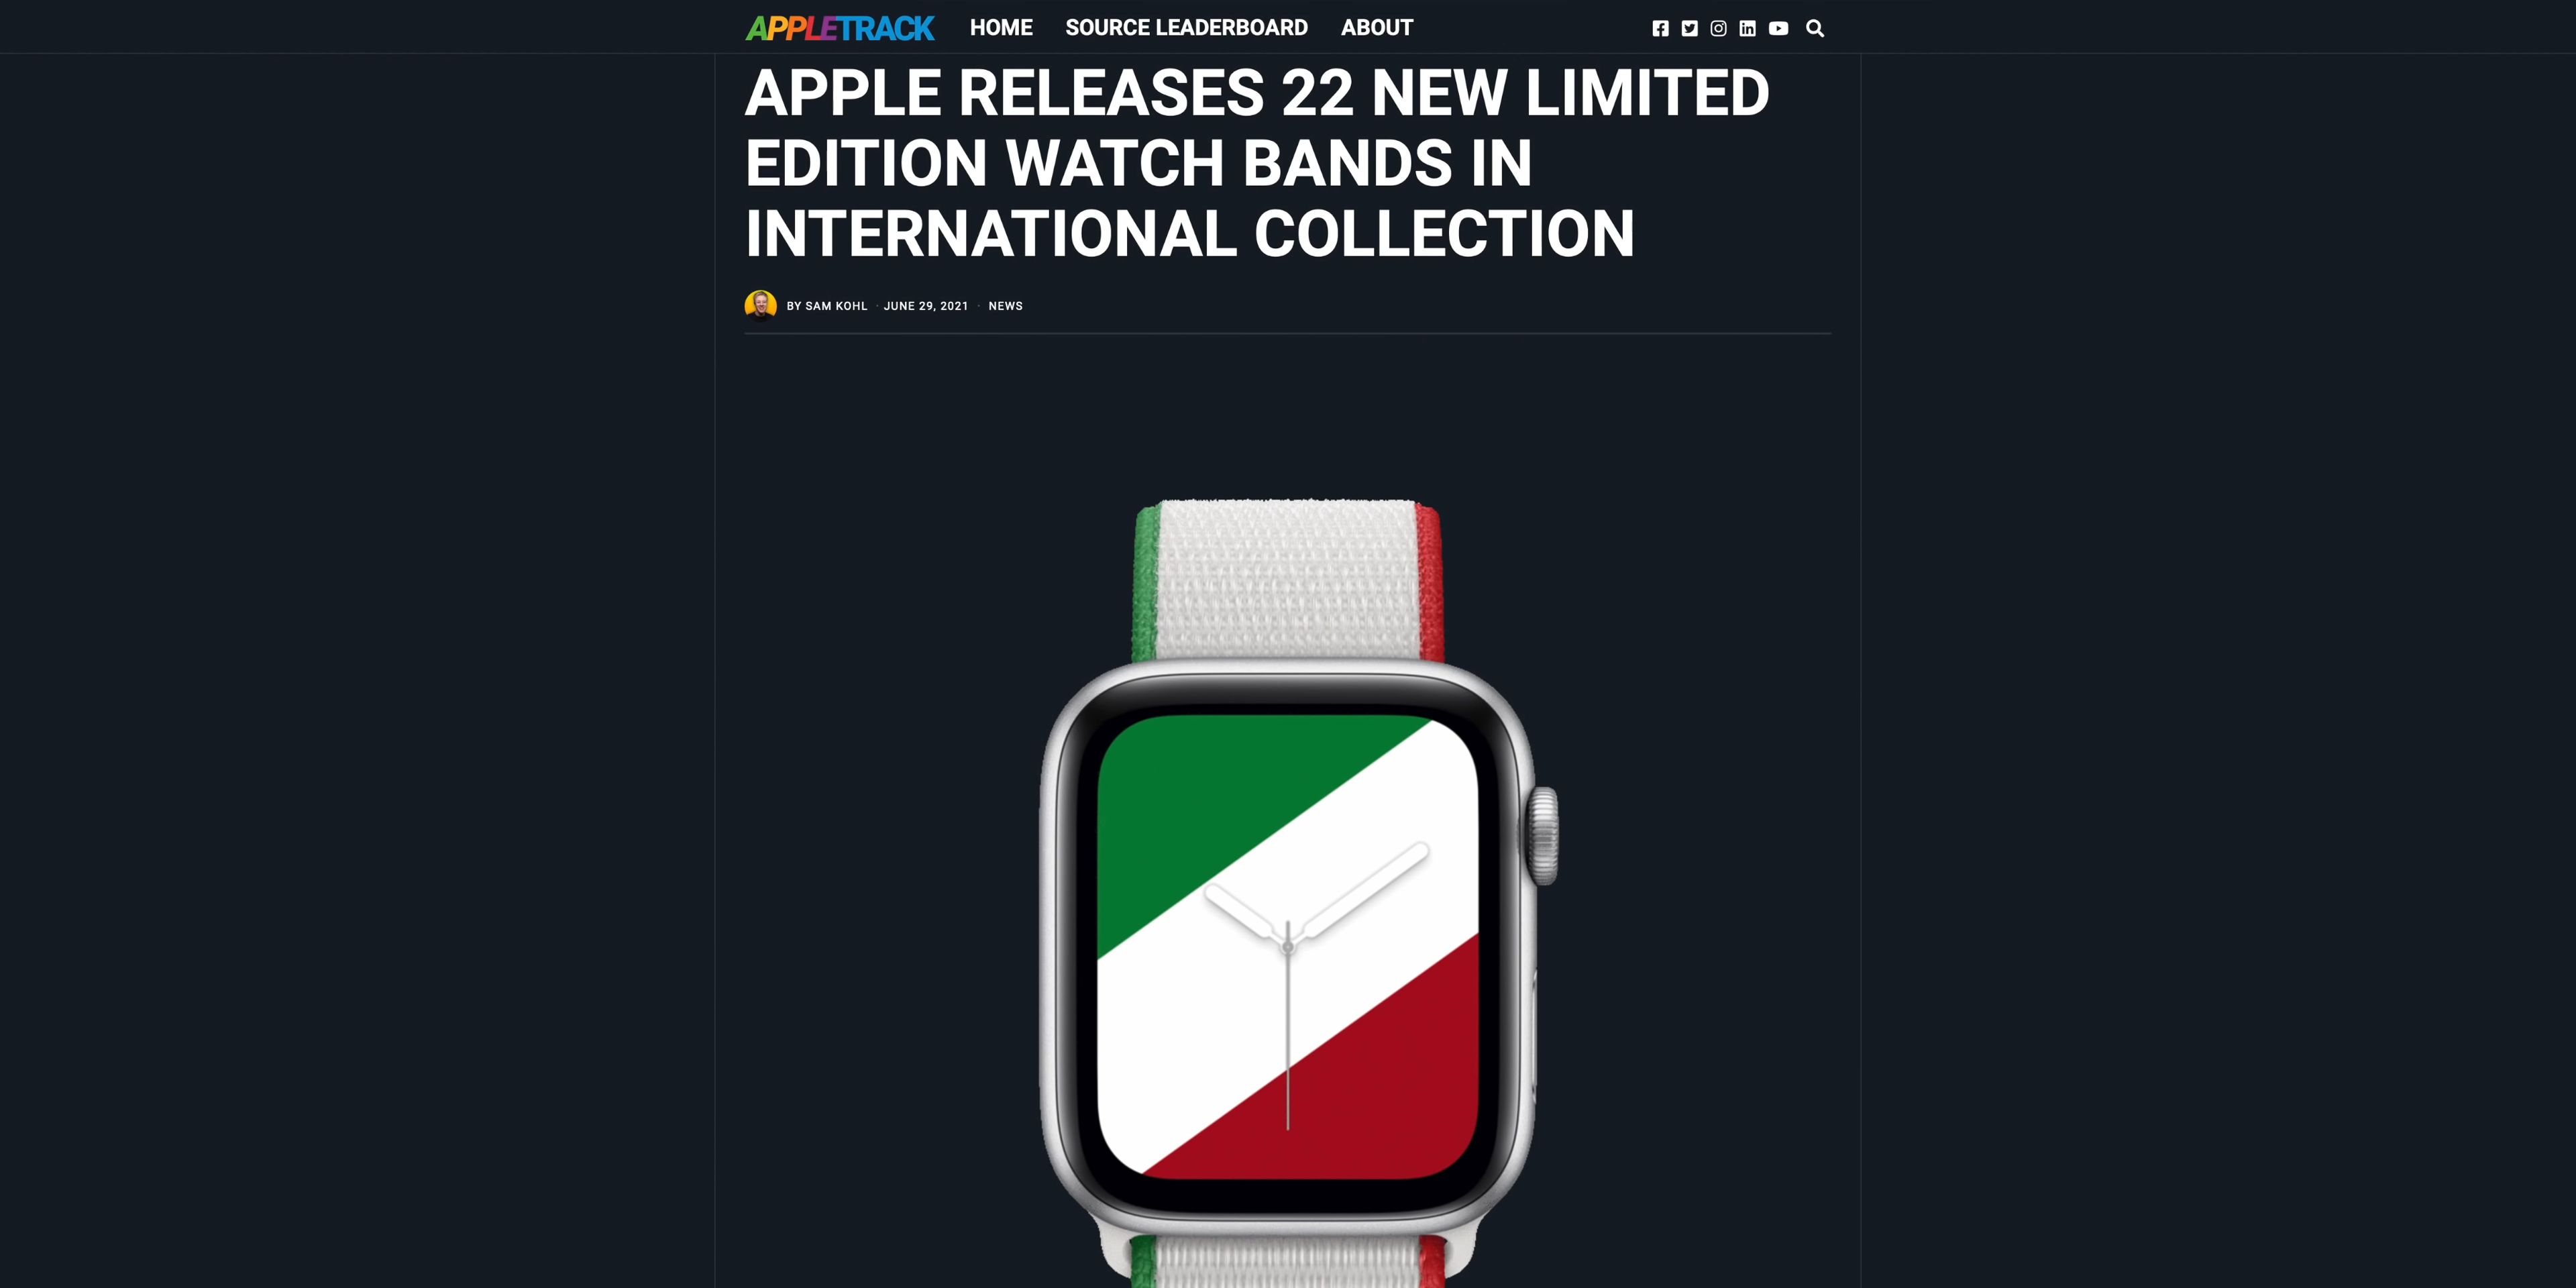 APPLETRACK HOME SOURCE LEADERBOARD ABOUT
APPLE RELEASES 22 NEW LIMITED
EDITION WATCH BANDS IN
INTERNATIONAL COLLECTION
BY SAM KOHL · JUNE 29, 2021 · NEWS